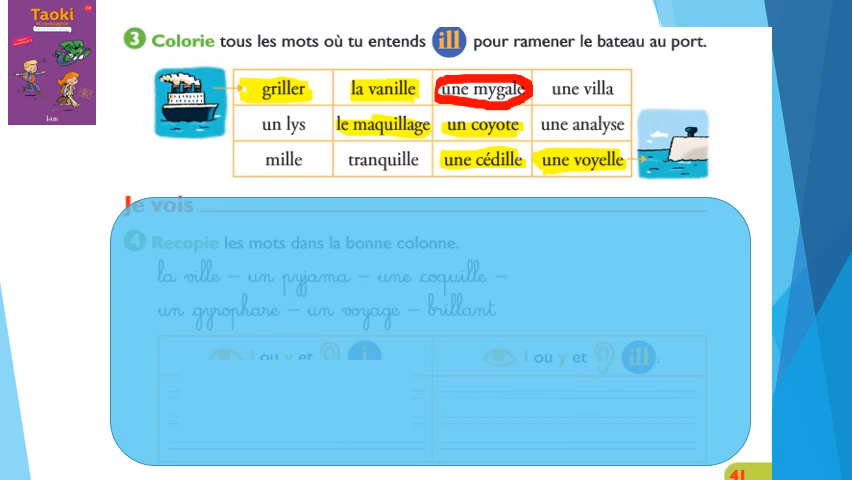 Taoki
et compagnie
3 Colorie tous les mots où tu entends ill pour ramener le bateau au port.
griller la vanille une mygale une villa
un lys le maquillage un coyote une analyse
mille tranquille une cédille une voyelle
Je vois
4 Recopie les mots dans la bonne colonne.
la ville – un pyjama – une coquille –
un gyrophare – un voyage – brillant
i ou y et i i ou y et ill.
41